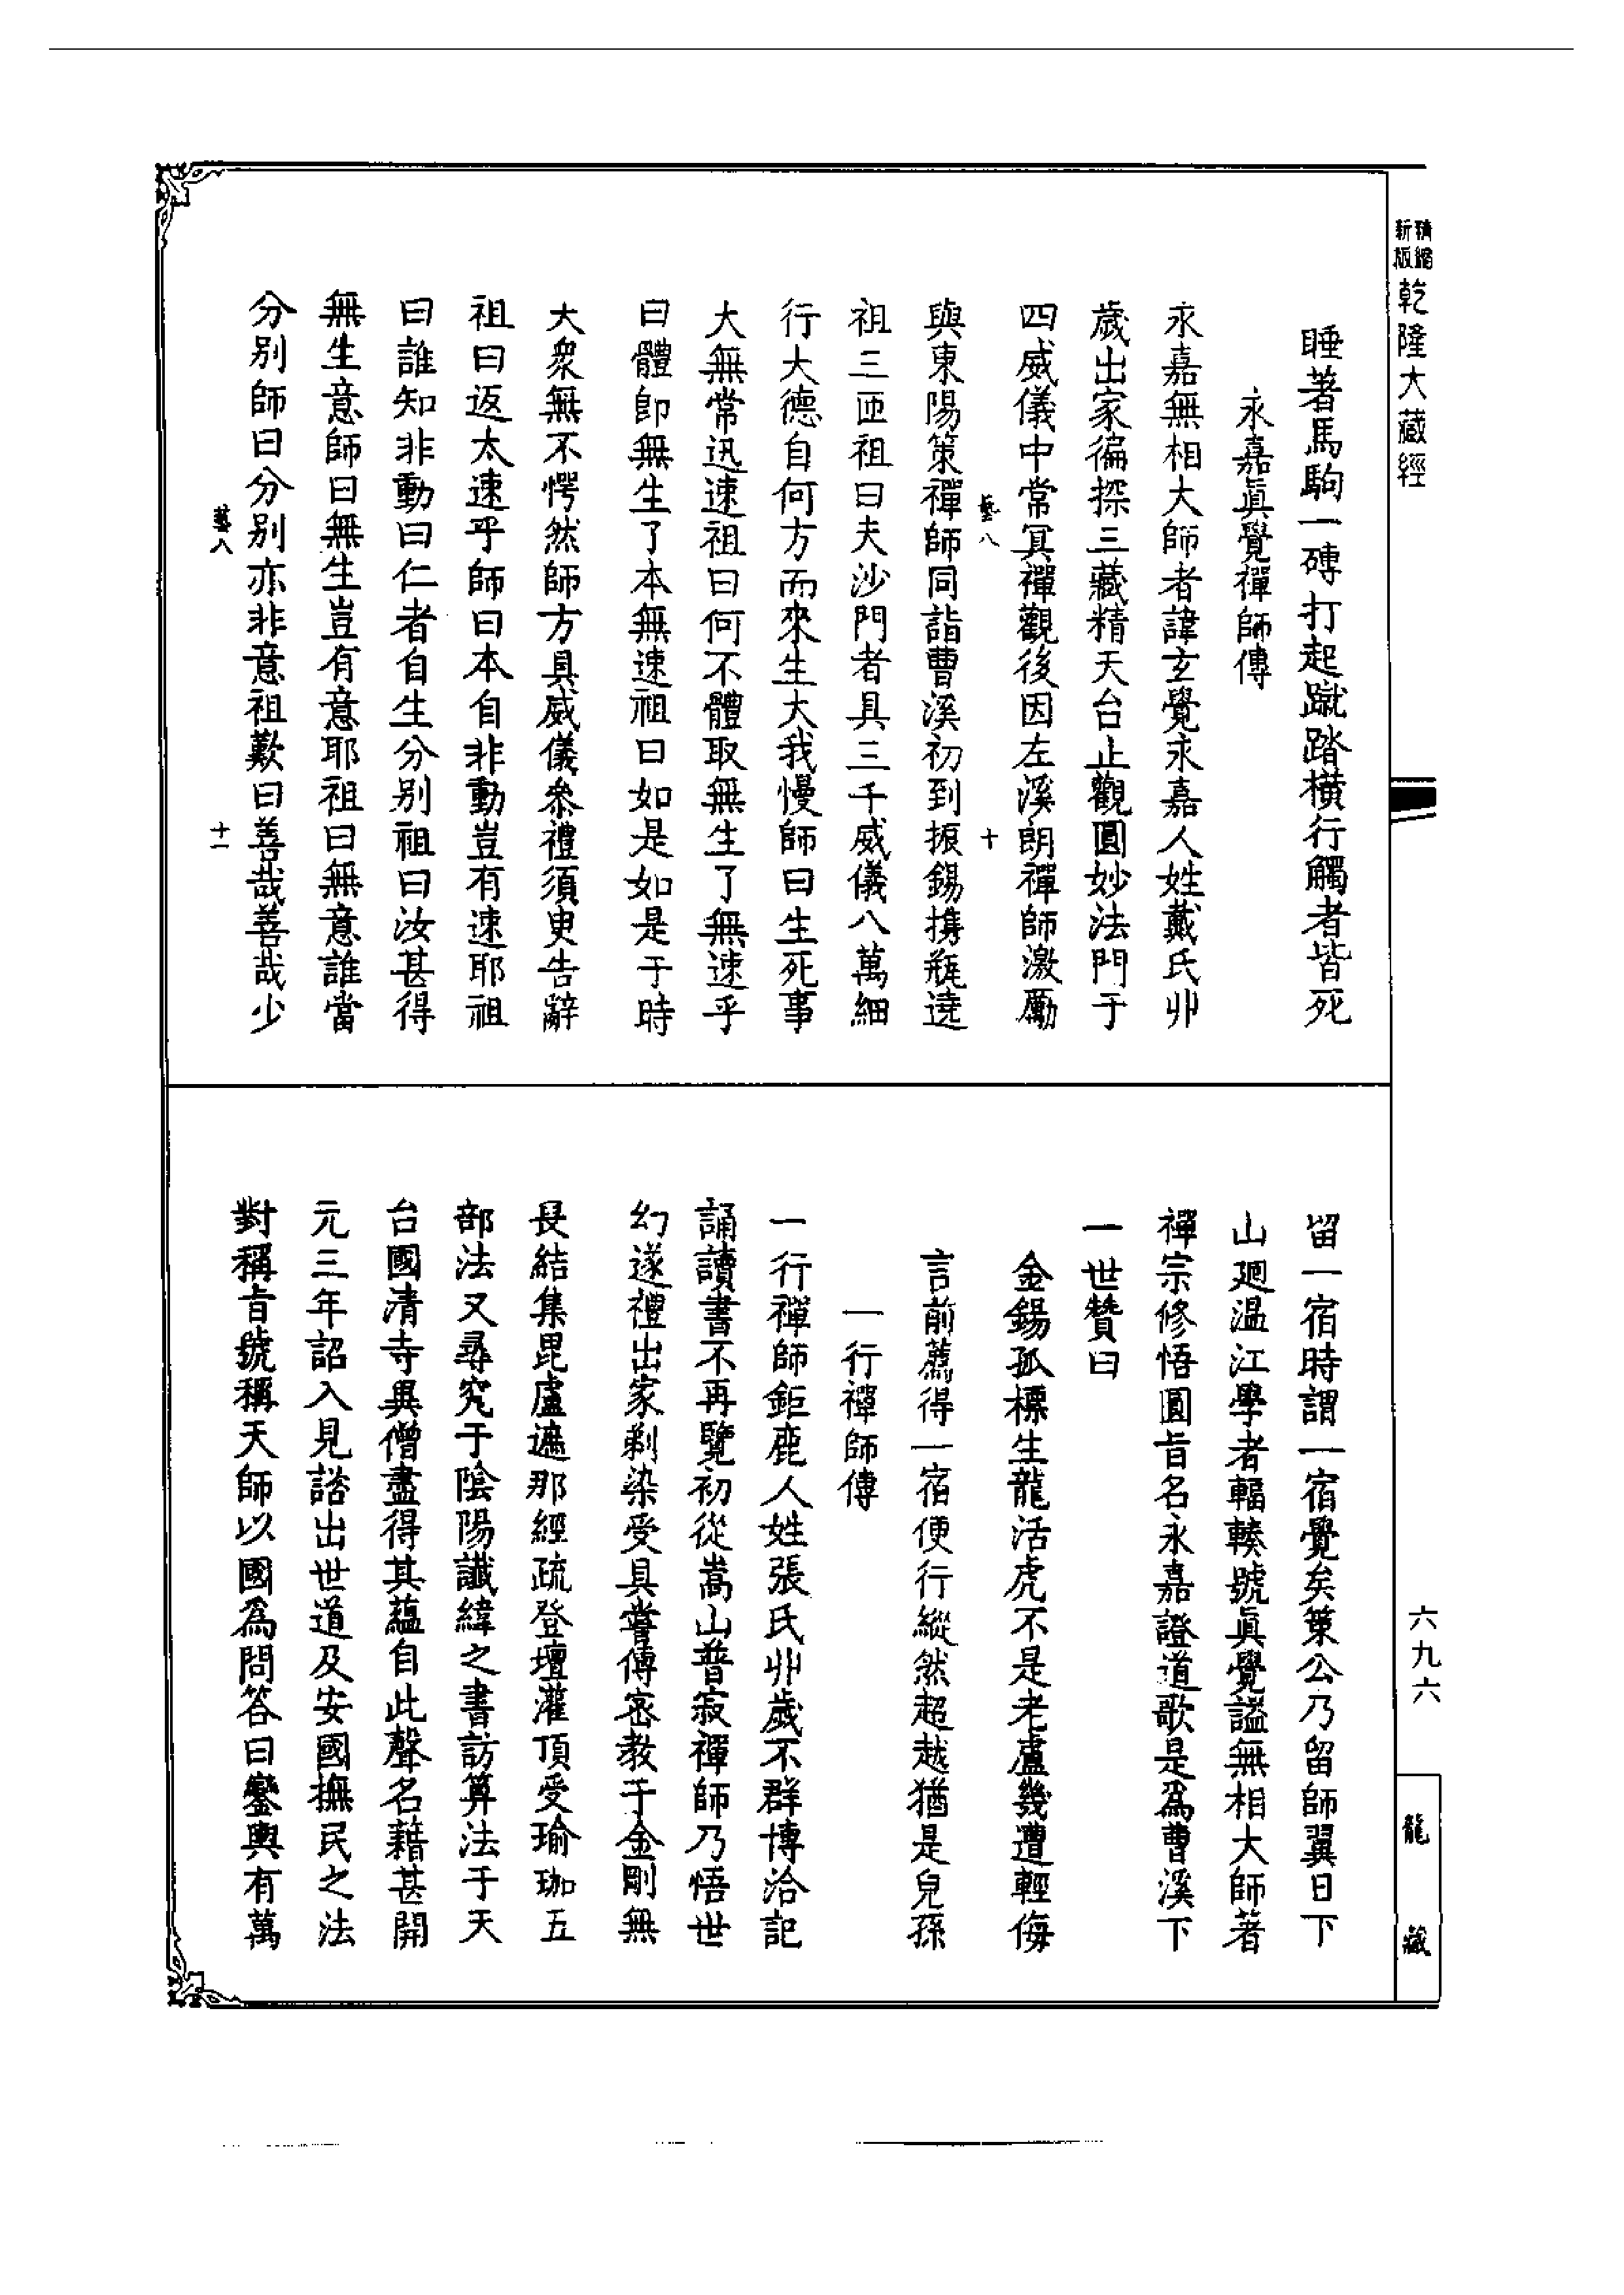 精縮新版
乾隆大藏經
睡著馬駒一磚打起蹴踏橫行觸者皆死
永嘉眞覺禪師傳
永嘉無相大師者諱玄覺永嘉人姓戴氏丱
歲出家徧探三藏精天台止觀圓妙法門于
四威儀中常冥禪觀後因左溪朗禪師激勵
藝八
十
與東陽策禪師同詣曹溪初到振錫携瓶遶
祖三匝祖曰夫沙門者具三千威儀八萬細
行大德自何方而來生大我慢師曰生死事
大無常迅速祖曰何不體取無生了無速乎
曰體卽無生了本無速祖曰如是如是于時
大衆無不愕然師方具威儀叅禮須臾告辭
祖曰返太速乎師曰本自非動豈有速耶祖
曰誰知非動曰仁者自生分別祖曰汝甚得
無生意師曰無生豈有意耶祖曰無意誰當
分別師曰分別亦非意祖歎曰善哉善哉少
藝八
十一
留一宿時謂一宿覺矣策公乃留師翼日下
山廻溫江學者輻輳號眞覺謚無相大師著
禪宗修悟圓旨名永嘉證道歌是爲曹溪下
一世贊曰
金錫孤標生龍活虎不是老盧幾遭輕侮
言前薦得一宿便行縱然超越猶是兒孫
一行禪師傳
一行禪師鉅鹿人姓張氏丱歲不群博洽記
誦讀書不再覽初從嵩山普寂禪師乃悟世
幻遂禮出家剃染受具嘗傳密教于金剛無
長結集毘盧遮那經疏登壇灌頂受瑜珈五
部法又尋究于陰陽讖緯之書訪算法于天
台國清寺異僧盡得其蘊自此聲名藉甚開
元三年詔入見諮出世道及安國撫民之法
對稱旨號稱天師以國爲問答曰鑾輿有萬
六九六
龍藏